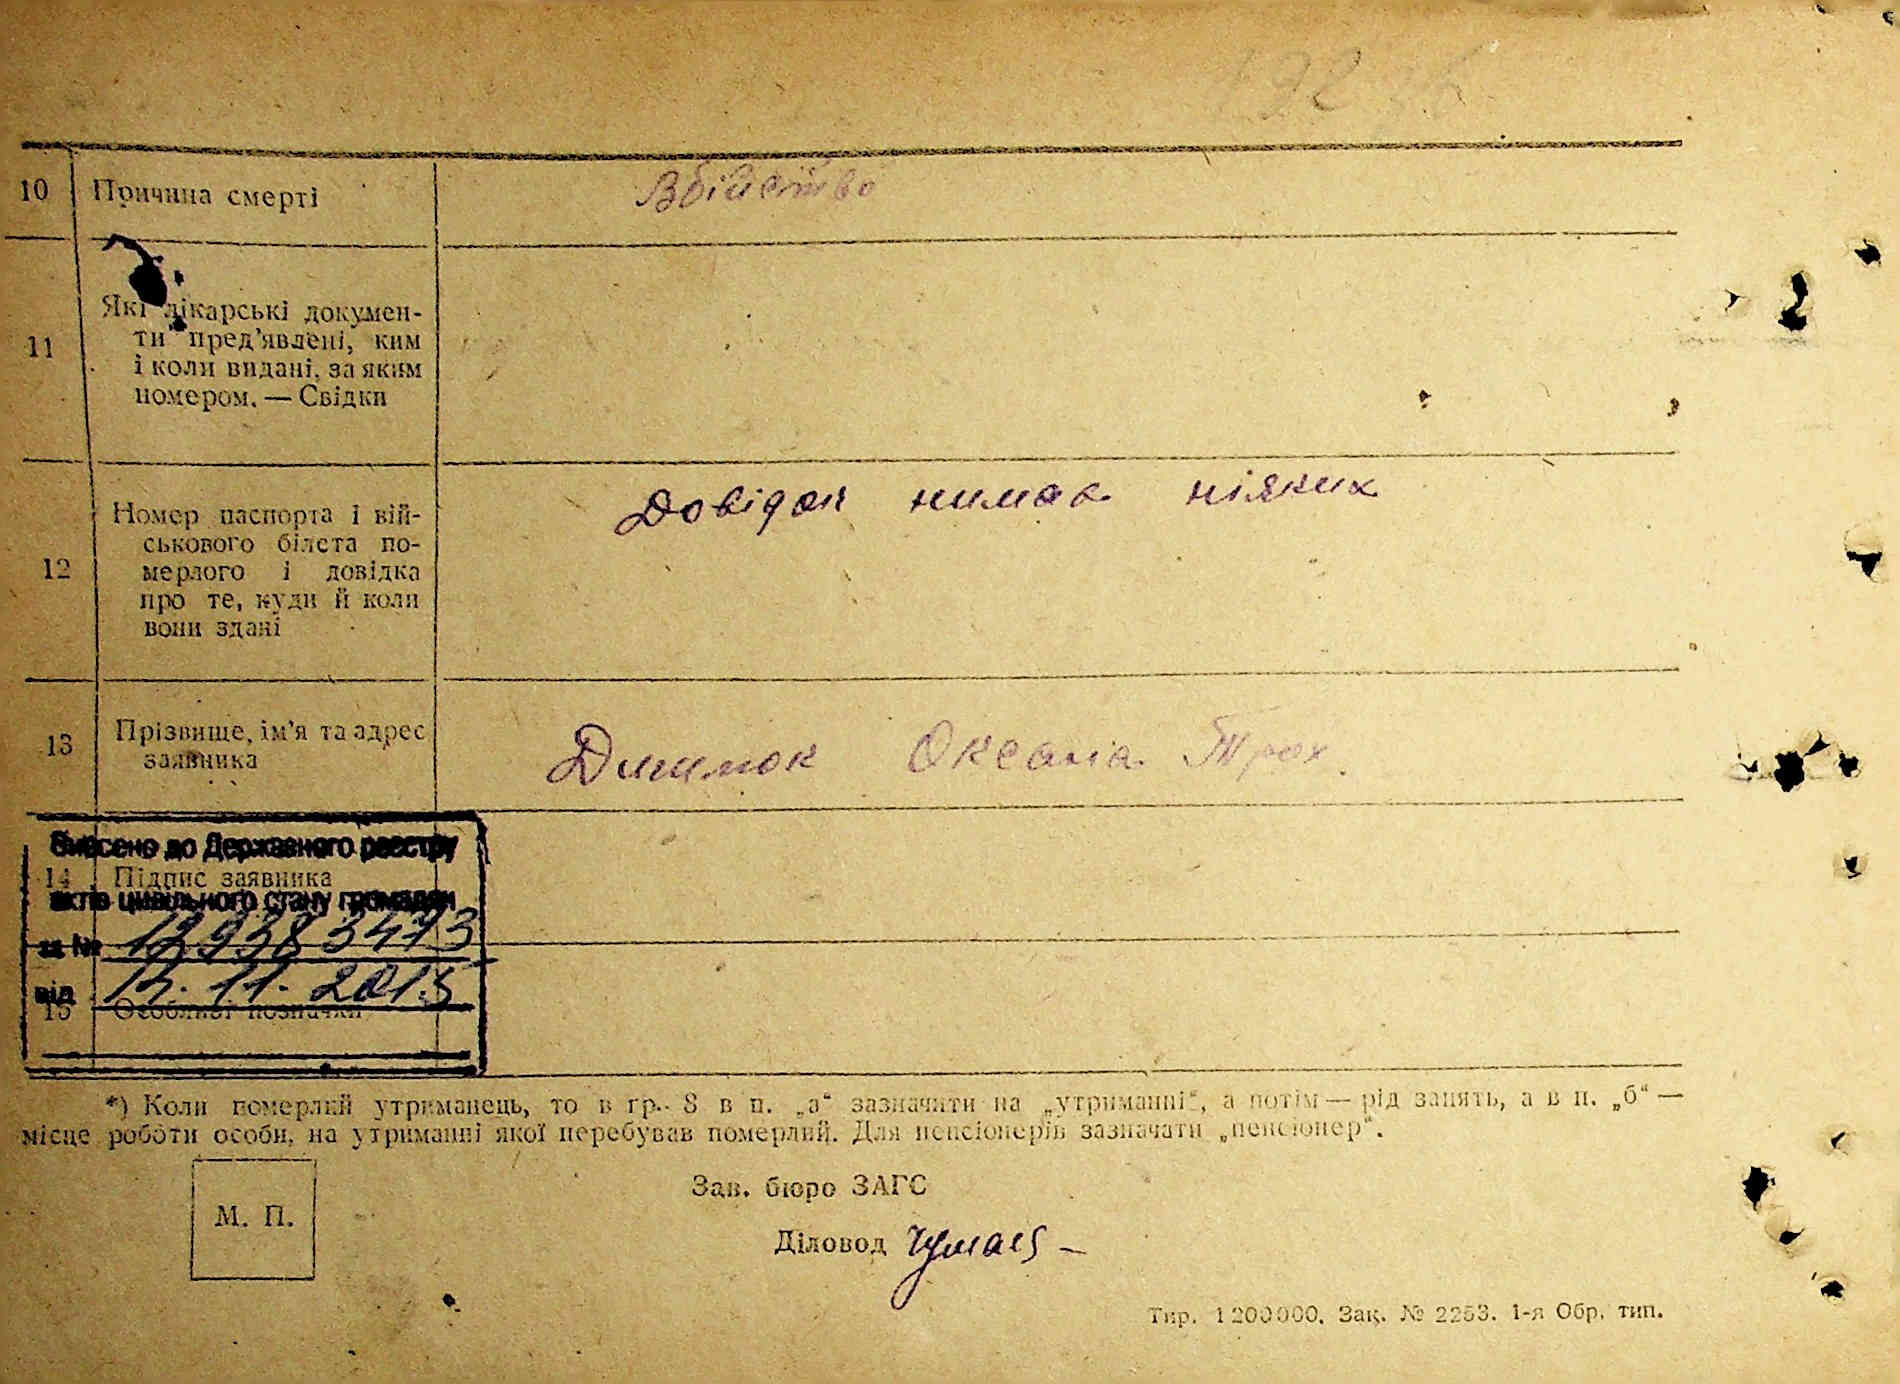 10 Причина смерті Вбійство
11 Які лікарські докумен-
ти пред'явлені, ким
і коли видані, за яким
номером. — Свідки
Довідок нимає ніяких
12 Номер паспорта і вій-
ськового білета по-
мерлого і довідка
про те, куди й коли
вони здані
13 Прізвище, ім'я та адрес
заявника
Оксана Трох.
Внесено до Державного реєстру
14 Підпис заявника
актів цивільного стану громадян
за № 129383473
від 11. 2015
15 Особливі позначки
*) Коли померлий утриманець, то в гр. 8 в п. „а“ зазначити на „утриманні“, а потім — рід занять, а в п. „б“ —
місце роботи особи, на утриманні якої перебував померлий. Для пенсіонерів зазначати „пенсіонер“.
М. П.
Зав. бюро ЗАГС
Діловод
Тир. 1200000. Зак. № 2253. 1-я Обр. тип.